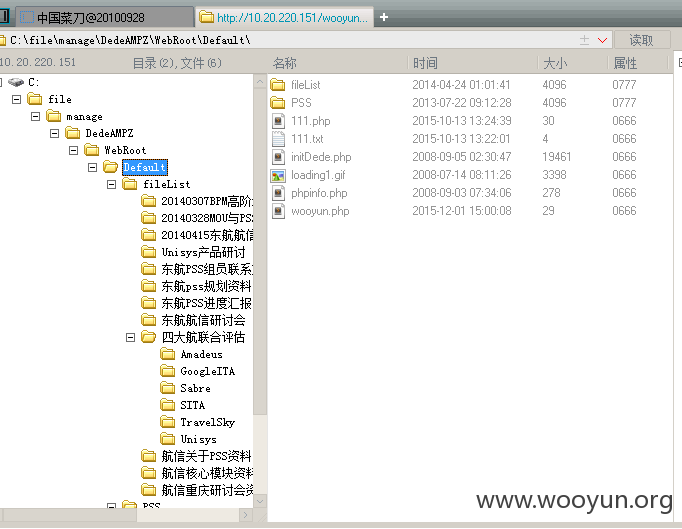 中国菜刀@20100928
http://10.20.220.151/wooyun...
C:\file\manage\DedeAMPZ\WebRoot\Default\
读取
10.20.220.151 目录(2),文件(6)
名称 时间 大小 属性
C:
file
manage
DedeAMPZ
WebRoot
Default
fileList
20140307BPM高阶
20140328MOU与PSS
20140415东航航信
Unisys产品研讨
东航PSS组员联系
东航pss规划资料
东航PSS进度汇报
东航航信研讨会
四大航联合评估
Amadeus
GoogleITA
Sabre
SITA
TravelSky
Unisys
航信关于PSS资料
航信核心模块资料
航信重庆研讨会资
PSS
fileList 2014-04-24 01:01:41 4096 0777
PSS 2013-07-22 09:12:28 4096 0777
111.php 2015-10-13 13:24:39 30 0666
111.txt 2015-10-13 13:22:01 4 0666
initDede.php 2008-09-05 02:30:47 19461 0666
loading1.gif 2008-07-14 08:11:26 3398 0666
phpinfo.php 2008-09-03 07:34:06 278 0666
wooyun.php 2015-12-01 15:00:08 29 0666
www.wooyun.org